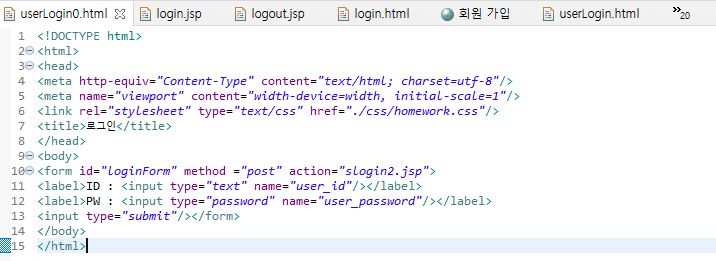 userLogin0.html login.jsp logout.jsp login.html 회원 가입 userLogin.html »20
1 <!DOCTYPE html>
2 <html>
3 <head>
4 <meta http-equiv="Content-Type" content="text/html; charset=utf-8"/>
5 <meta name="viewport" content="width-device=width, initial-scale=1"/>
6 <link rel="stylesheet" type="text/css" href="./css/homework.css"/>
7 <title>로그인</title>
8 </head>
9 <body>
10 <form id="loginForm" method ="post" action="slogin2.jsp">
11 <label>ID : <input type="text" name="user_id"/></label>
12 <label>PW : <input type="password" name="user_password"/></label>
13 <input type="submit"/></form>
14 </body>
15 </html>